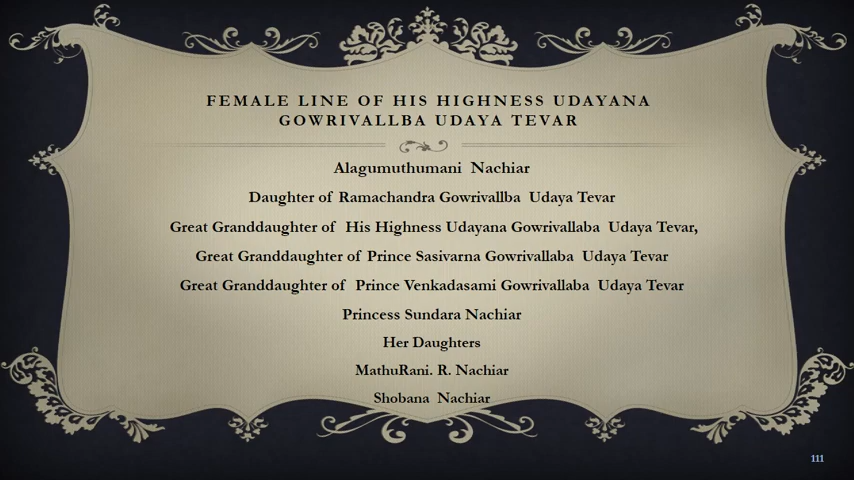 FEMALE LINE OF HIS HIGHNESS UDAYANA
GOWRIVALLBA UDAYA TEVAR
Alagumuthumani Nachiar
Daughter of Ramachandra Gowrivallba Udaya Tevar
Great Granddaughter of His Highness Udayana Gowrivallaba Udaya Tevar,
Great Granddaughter of Prince Sasivarna Gowrivallaba Udaya Tevar
Great Granddaughter of Prince Venkadasami Gowrivallaba Udaya Tevar
Princess Sundara Nachiar
Her Daughters
MathuRani. R. Nachiar
Shobana Nachiar
111